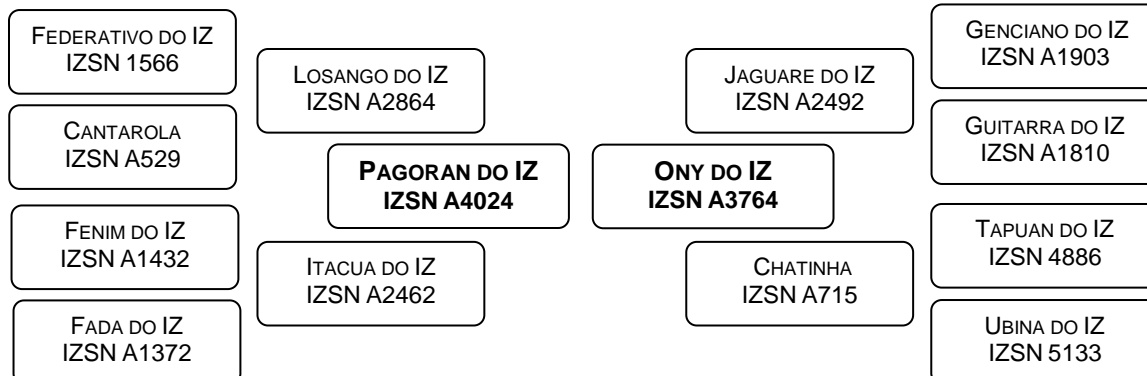 FEDERATIVO DO IZ
IZSN 1566
CANTAROLA
IZSN A529
FENIM DO IZ
IZSN A1432
FADA DO IZ
IZSN A1372
LOSANGO DO IZ
IZSN A2864
ITACUA DO IZ
IZSN A2462
PAGORAN DO IZ
IZSN A4024
ONY DO IZ
IZSN A3764
JAGUARE DO IZ
IZSN A2492
CHATINHA
IZSN A715
GENCIANO DO IZ
IZSN A1903
GUITARRA DO IZ
IZSN A1810
TAPUAN DO IZ
IZSN 4886
UBINA DO IZ
IZSN 5133